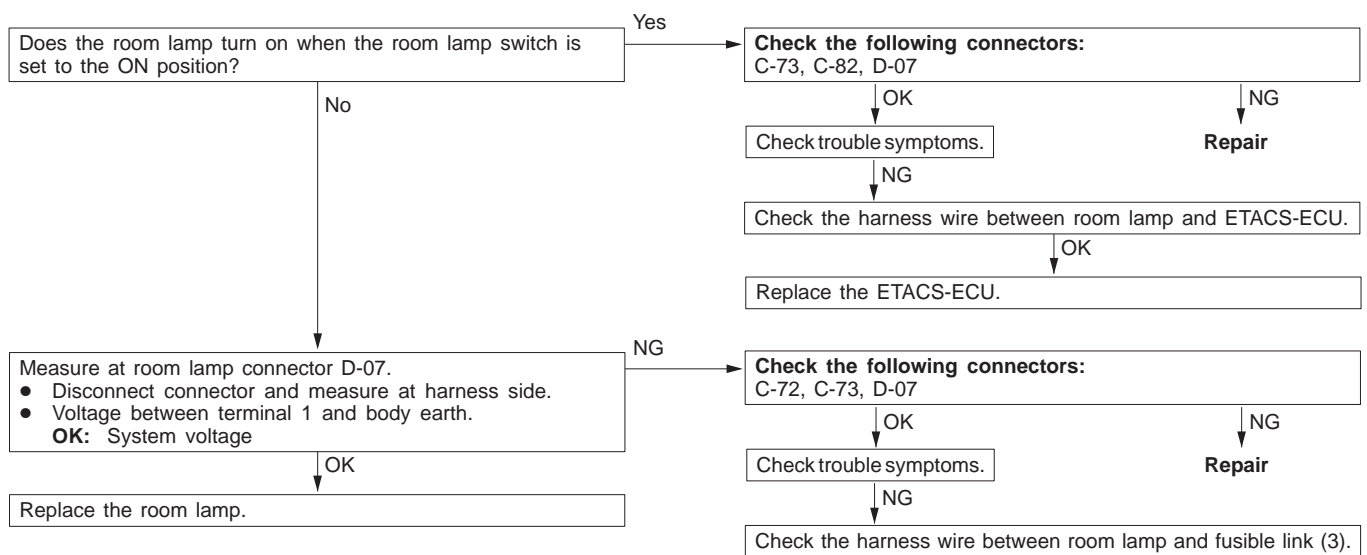 Does the room lamp turn on when the room lamp switch is
set to the ON position?
Yes
Check the following connectors:
C-73, C-82, D-07
OK
NG
Check trouble symptoms.
Repair
NG
Check the harness wire between room lamp and ETACS-ECU.
OK
Replace the ETACS-ECU.
No
Measure at room lamp connector D-07.
● Disconnect connector and measure at harness side.
● Voltage between terminal 1 and body earth.
OK: System voltage
NG
Check the following connectors:
C-72, C-73, D-07
OK
NG
Check trouble symptoms.
Repair
NG
Check the harness wire between room lamp and fusible link (3).
OK
Replace the room lamp.